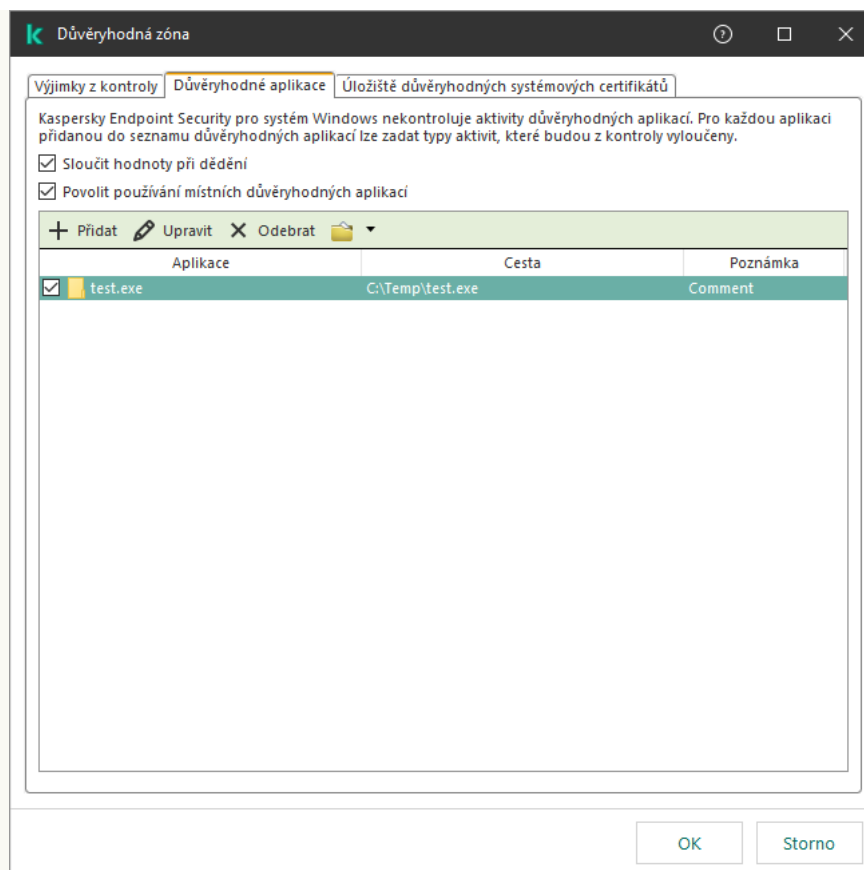 Důvěryhodná zóna
Výjimky z kontroly Důvěryhodné aplikace Úložiště důvěryhodných systémových certifikátů
Kaspersky Endpoint Security pro systém Windows nekontroluje aktivity důvěryhodných aplikací. Pro každou aplikaci
přidanou do seznamu důvěryhodných aplikací lze zadat typy aktivit, které budou z kontroly vyloučeny.
Sloučit hodnoty při dědění
Povolit používání místních důvěryhodných aplikací
Přidat Upravit Odebrat
Aplikace Cesta Poznámka
test.exe C:\Temp\test.exe Comment
OK Storno